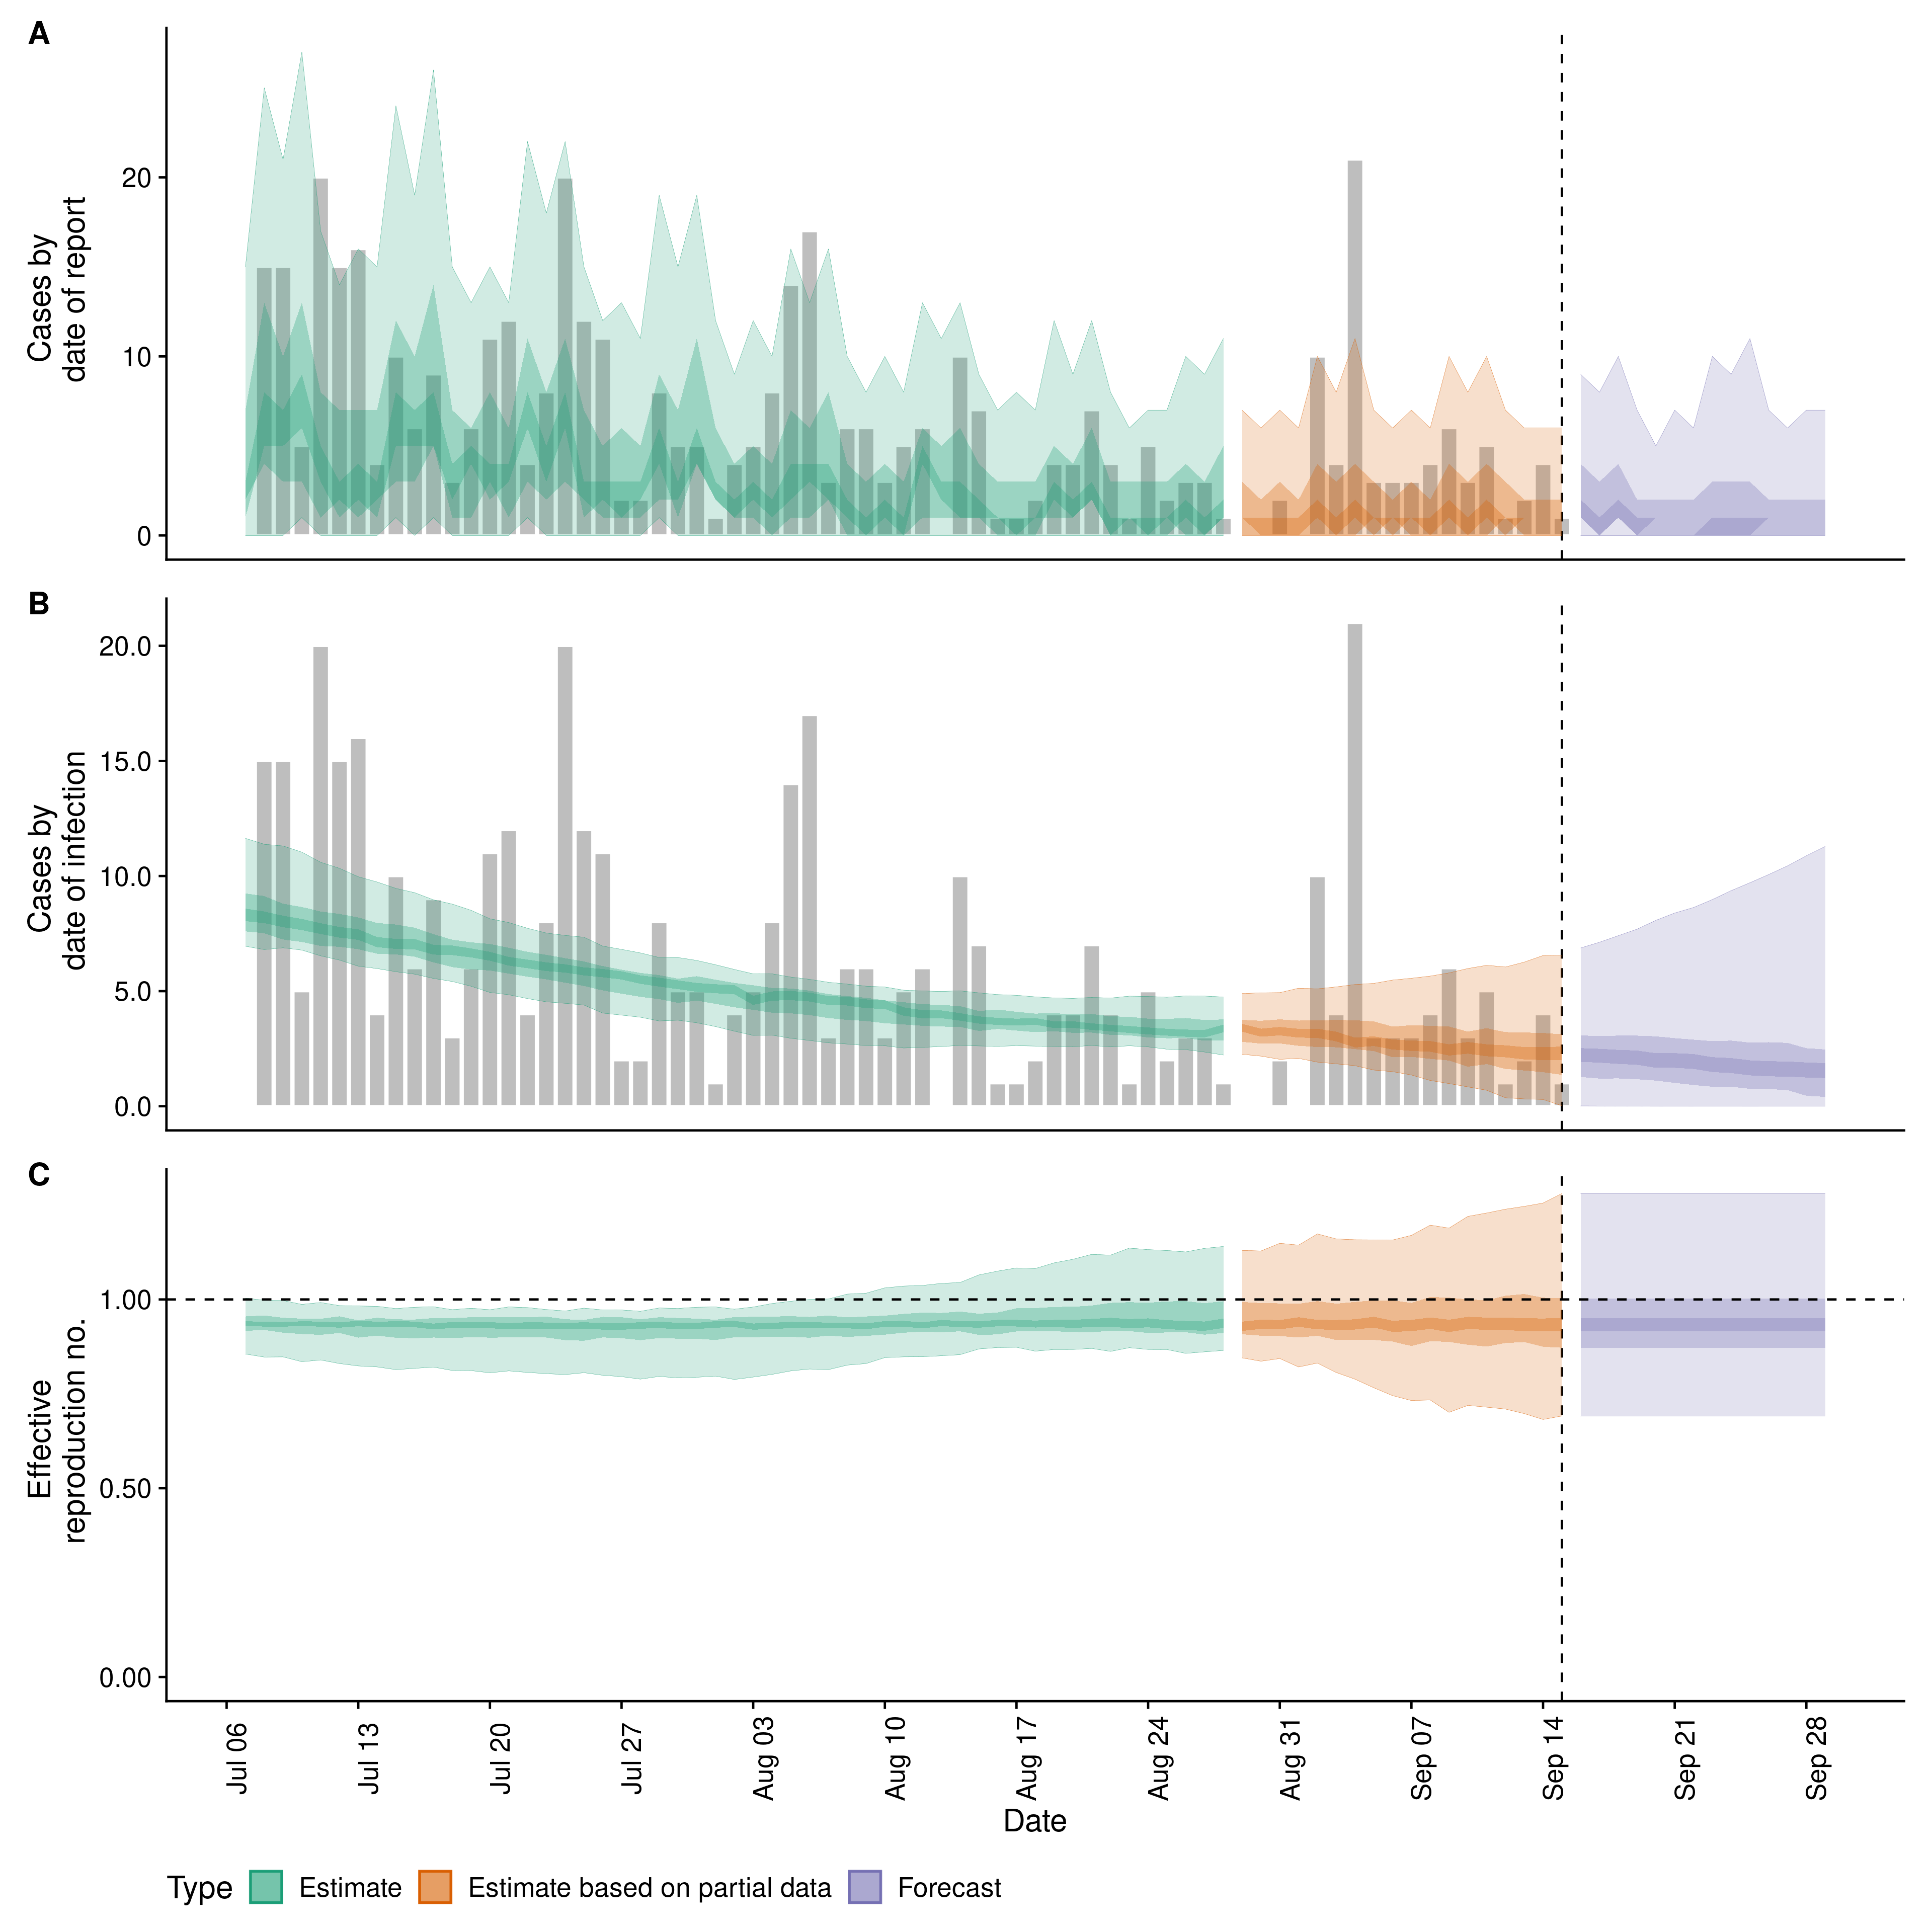 A
Cases by
date of report
20
10
0
B
Cases by
date of infection
20.0
15.0
10.0
5.0
0.0
C
Effective
reproduction no.
1.00
0.50
0.00
Jul 06
Jul 13
Jul 20
Jul 27
Aug 03
Aug 10
Aug 17
Aug 24
Aug 31
Sep 07
Sep 14
Sep 21
Sep 28
Date
Type Estimate Estimate based on partial data Forecast